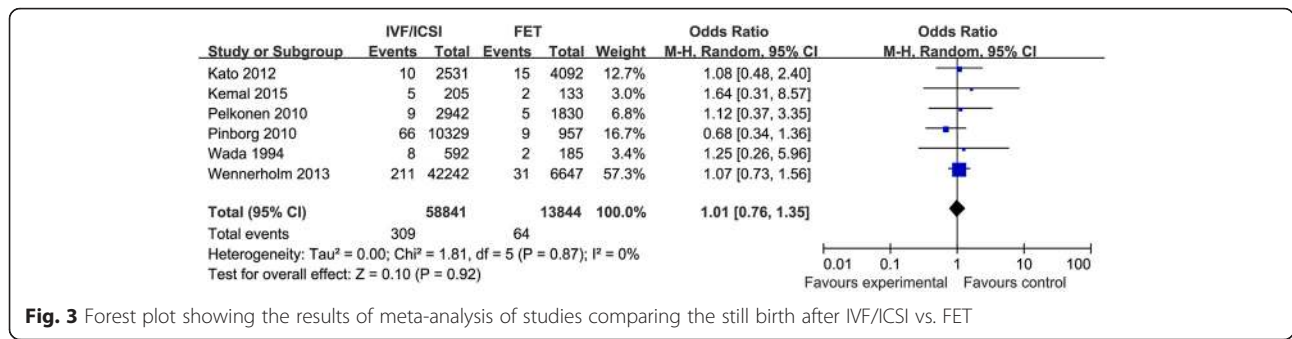 IVF/ICSI FET Odds Ratio Odds Ratio
Study or Subgroup Events Total Events Total Weight M-H, Random, 95% CI M-H, Random, 95% CI
Kato 2012 10 2531 15 4092 12.7% 1.08 [0.48, 2.40]
Kemal 2015 5 205 2 133 3.0% 1.64 [0.31, 8.57]
Pelkonen 2010 9 2942 5 1830 6.8% 1.12 [0.37, 3.35]
Pinborg 2010 66 10329 9 957 16.7% 0.68 [0.34, 1.36]
Wada 1994 8 592 2 185 3.4% 1.25 [0.26, 5.96]
Wennerholm 2013 211 42242 31 6647 57.3% 1.07 [0.73, 1.56]
Total (95% CI) 58841 13844 100.0% 1.01 [0.76, 1.35]
Total events 309 64
Heterogeneity: Tau² = 0.00; Chi² = 1.81, df = 5 (P = 0.87); I² = 0%
Test for overall effect: Z = 0.10 (P = 0.92)
0.01 0.1 1 10 100
Favours experimental Favours control
Fig. 3 Forest plot showing the results of meta-analysis of studies comparing the still birth after IVF/ICSI vs. FET